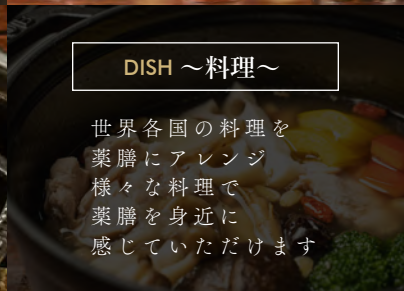 DISH 〜料理〜
世界各国の料理を
薬膳にアレンジ
様々な料理で
薬膳を身近に
感じていただけます